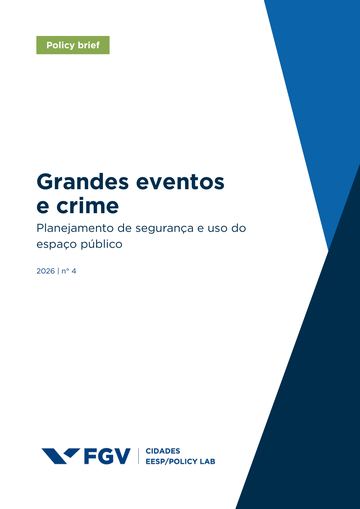 Policy brief
Grandes eventos
e crime
Planejamento de segurança e uso do
espaço público
2026 | n° 4
FGV
CIDADES
EESP/POLICY LAB